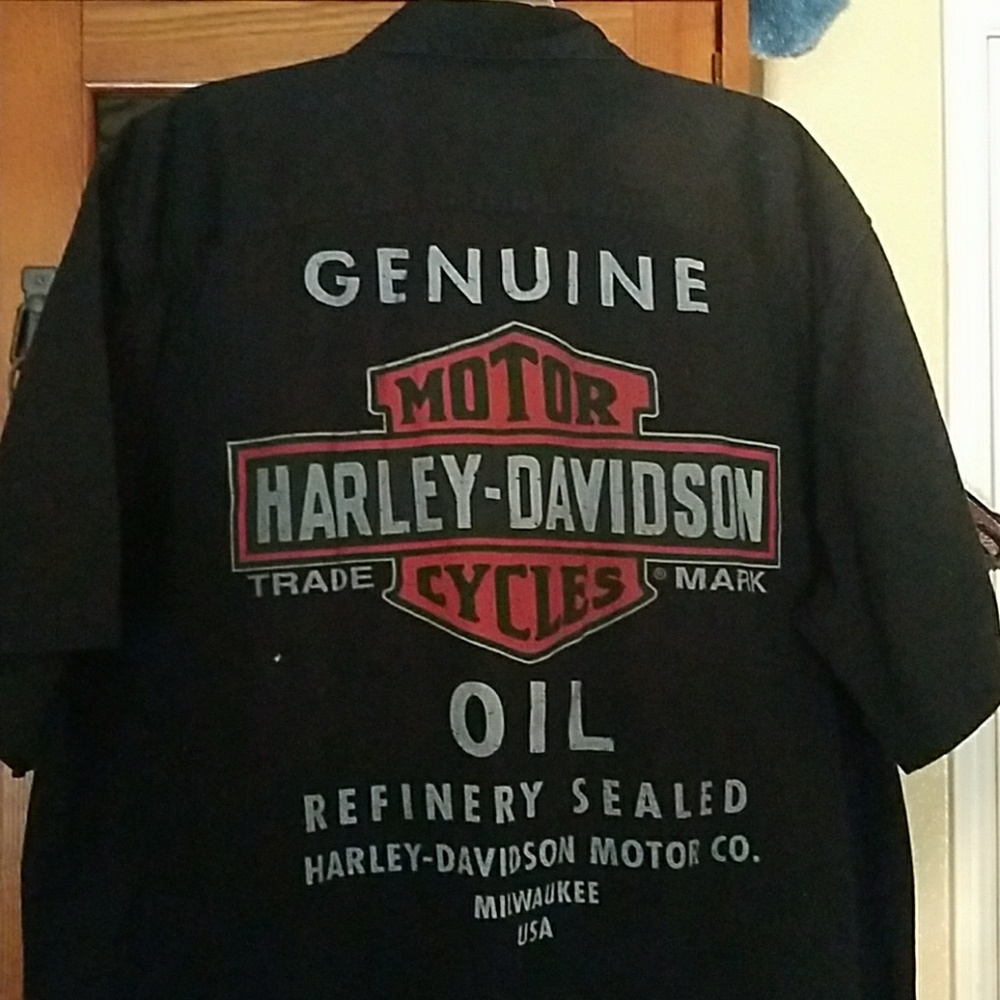 GENUINE
MOTOR
HARLEY-DAVIDSON
TRADE CYCLES ® MARK
OIL
REFINERY SEALED
HARLEY-DAVIDSON MOTOR CO.
MILWAUKEE
USA